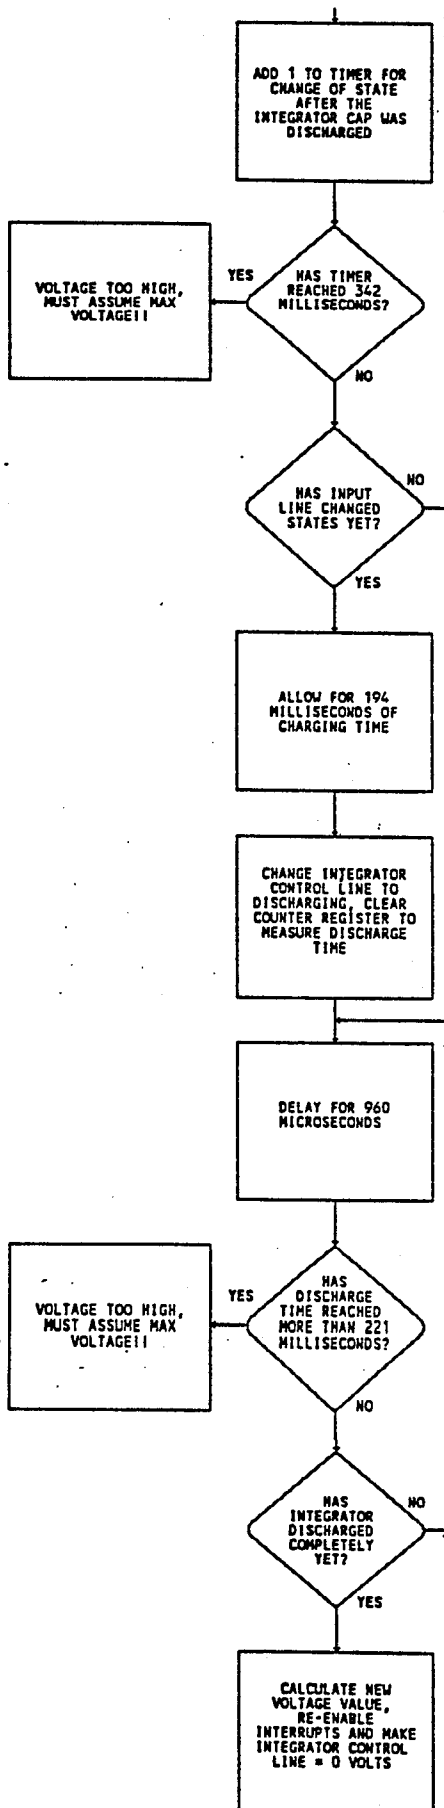 ADD 1 TO TIMER FOR
CHANGE OF STATE
AFTER THE
INTEGRATOR CAP WAS
DISCHARGED
HAS TIMER
REACHED 342
MILLISECONDS?
YES
VOLTAGE TOO HIGH,
MUST ASSUME MAX
VOLTAGE!!
NO
HAS INPUT
LINE CHANGED
STATES YET?
NO
YES
ALLOW FOR 194
MILLISECONDS OF
CHARGING TIME
CHANGE INTEGRATOR
CONTROL LINE TO
DISCHARGING, CLEAR
COUNTER REGISTER TO
MEASURE DISCHARGE
TIME
DELAY FOR 960
MICROSECONDS
HAS
DISCHARGE
TIME REACHED
MORE THAN 221
MILLISECONDS?
YES
VOLTAGE TOO HIGH,
MUST ASSUME MAX
VOLTAGE!!
NO
HAS
INTEGRATOR
DISCHARGED
COMPLETELY
YET?
NO
YES
CALCULATE NEW
VOLTAGE VALUE,
RE-ENABLE
INTERRUPTS AND MAKE
INTEGRATOR CONTROL
LINE = 0 VOLTS